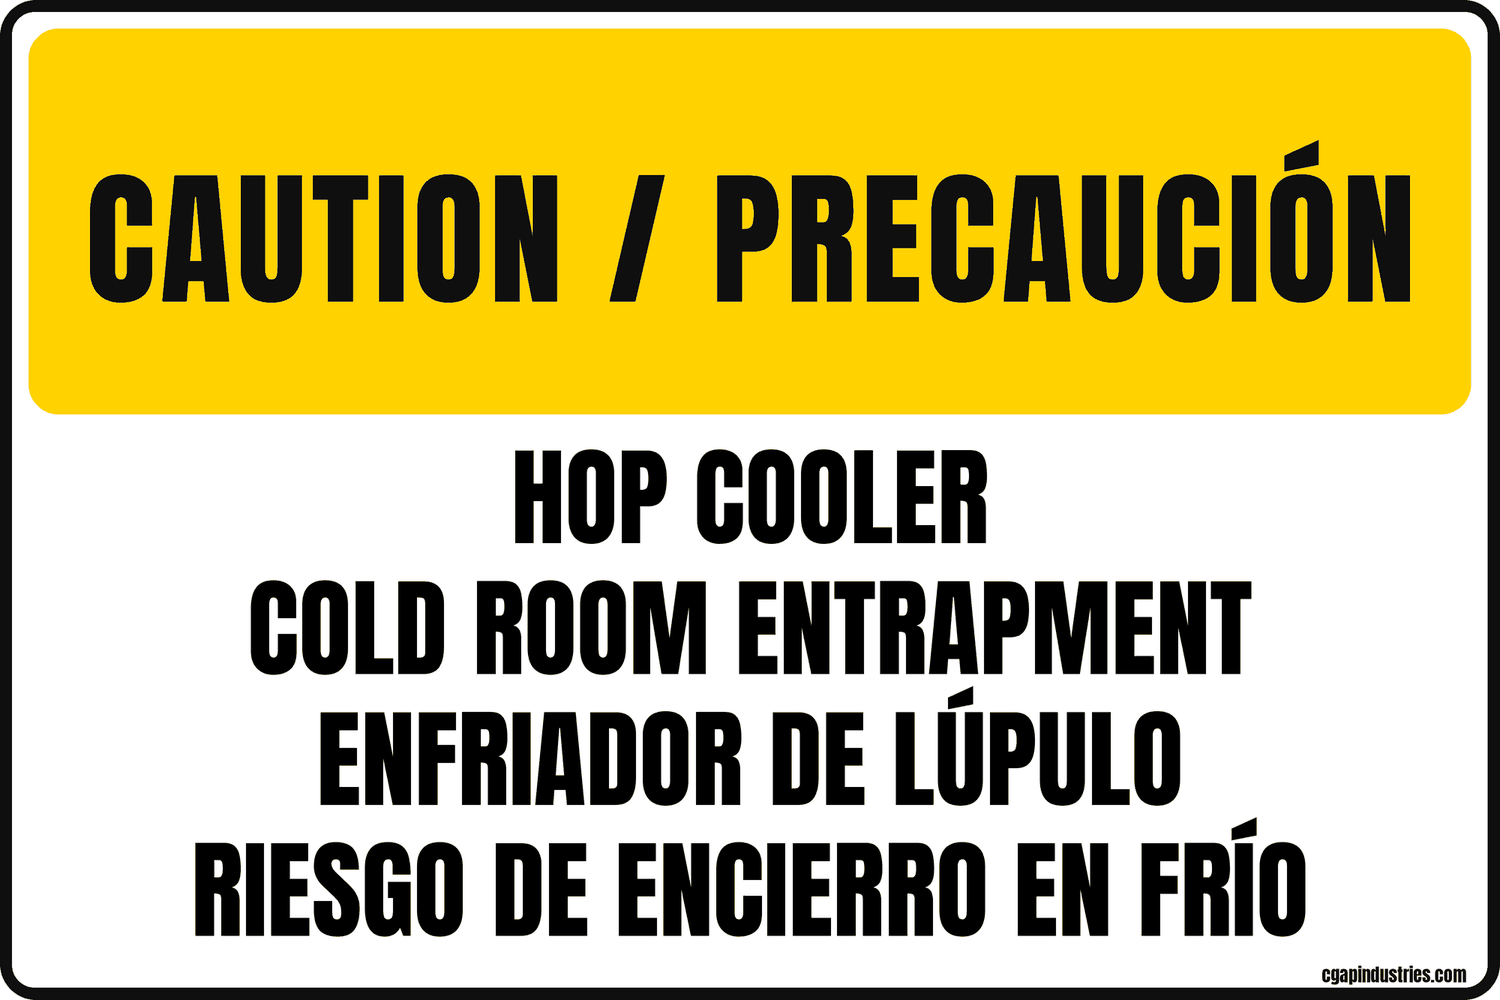 CAUTION / PRECAUCIÓN
HOP COOLER
COLD ROOM ENTRAPMENT
ENFRIADOR DE LÚPULO
RIESGO DE ENCIERRO EN FRÍO
cgapindustries.com